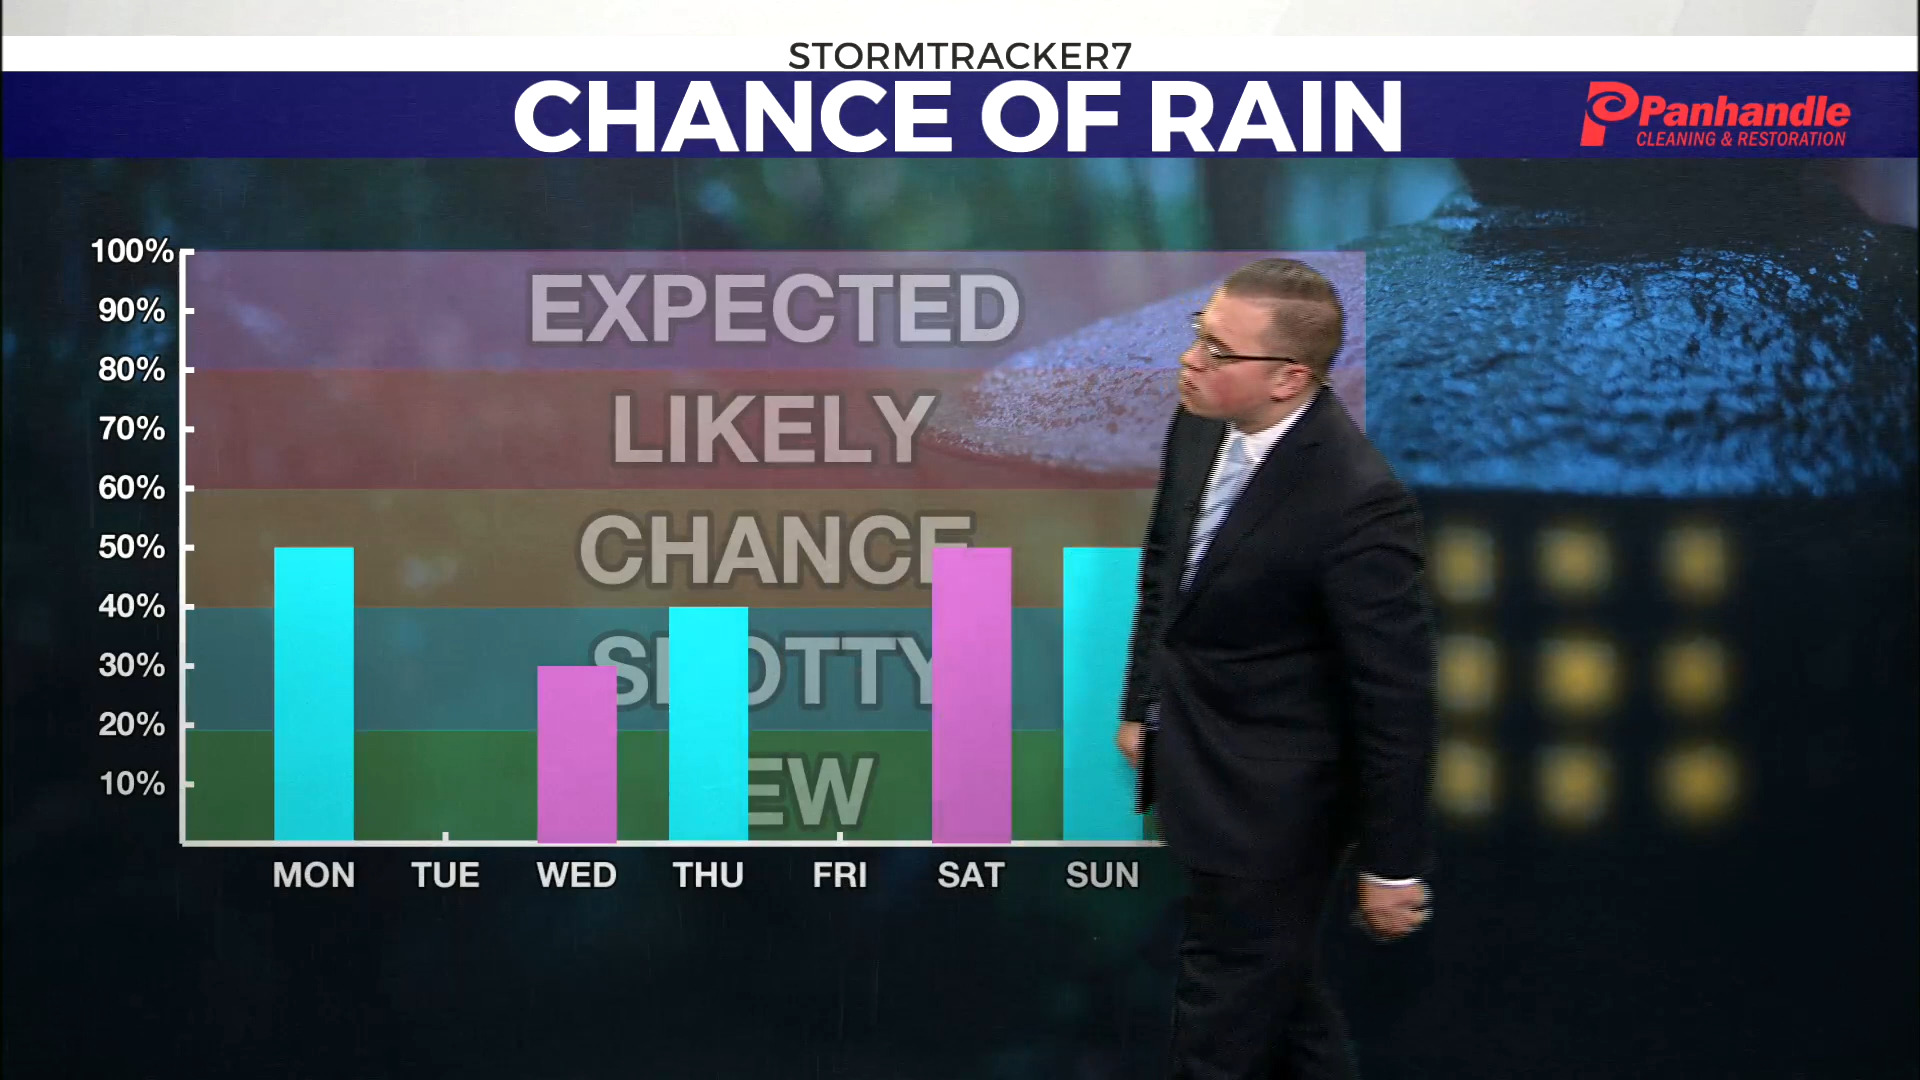 STORMTRACKER7
CHANCE OF RAIN
Panhandle
CLEANING & RESTORATION
100%
90%
80%
70%
60%
50%
40%
30%
20%
10%
EXPECTED
LIKELY
CHANCE
MON TUE WED THU FRI SAT SUN